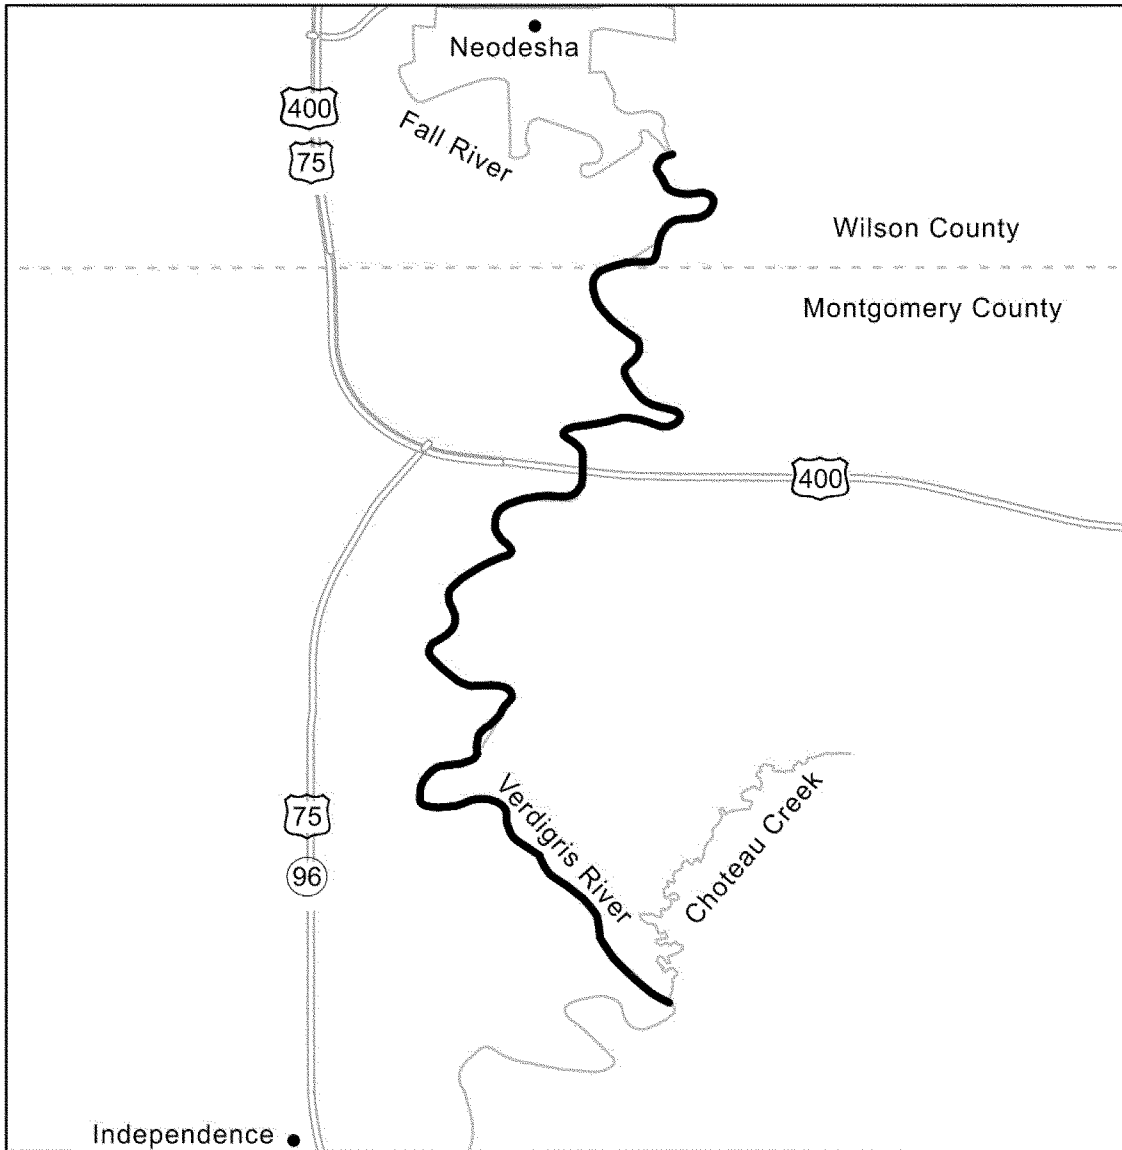 Neodesha
400
Fall River
75
Wilson County
Montgomery County
400
Verdigris River
Choteau Creek
75
96
Independence